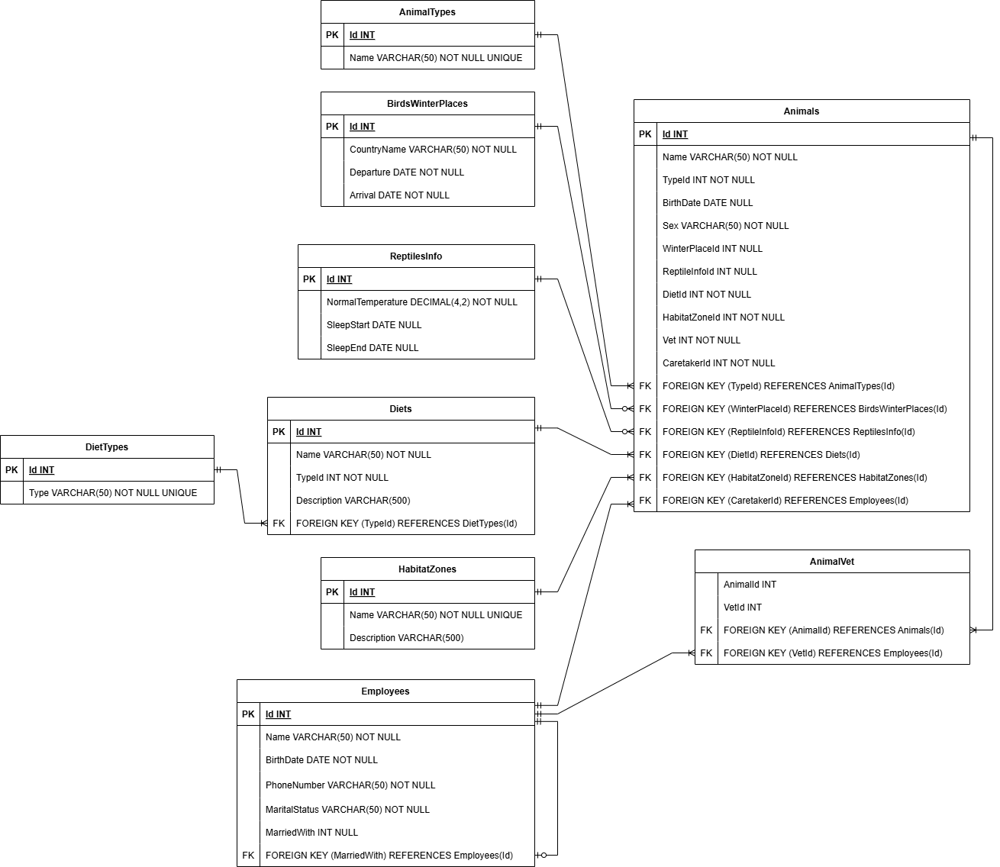 AnimalTypes
PK Id INT
Name VARCHAR(50) NOT NULL UNIQUE
BirdsWinterPlaces
PK Id INT
CountryName VARCHAR(50) NOT NULL
Departure DATE NOT NULL
Arrival DATE NOT NULL
ReptilesInfo
PK Id INT
NormalTemperature DECIMAL(4,2) NOT NULL
SleepStart DATE NULL
SleepEnd DATE NULL
Diets
PK Id INT
Name VARCHAR(50) NOT NULL
TypeId INT NOT NULL
Description VARCHAR(500)
FK FOREIGN KEY (TypeId) REFERENCES DietTypes(Id)
DietTypes
PK Id INT
Type VARCHAR(50) NOT NULL UNIQUE
HabitatZones
PK Id INT
Name VARCHAR(50) NOT NULL UNIQUE
Description VARCHAR(500)
Employees
PK Id INT
Name VARCHAR(50) NOT NULL
BirthDate DATE NOT NULL
PhoneNumber VARCHAR(50) NOT NULL
MaritalStatus VARCHAR(50) NOT NULL
MarriedWith INT NULL
FK FOREIGN KEY (MarriedWith) REFERENCES Employees(Id)
Animals
PK Id INT
Name VARCHAR(50) NOT NULL
TypeId INT NOT NULL
BirthDate DATE NULL
Sex VARCHAR(50) NOT NULL
WinterPlaceId INT NULL
ReptileInfoId INT NULL
DietId INT NOT NULL
HabitatZoneId INT NOT NULL
Vet INT NOT NULL
CaretakerId INT NOT NULL
FK FOREIGN KEY (TypeId) REFERENCES AnimalTypes(Id)
FK FOREIGN KEY (WinterPlaceId) REFERENCES BirdsWinterPlaces(Id)
FK FOREIGN KEY (ReptileInfoId) REFERENCES ReptilesInfo(Id)
FK FOREIGN KEY (DietId) REFERENCES Diets(Id)
FK FOREIGN KEY (HabitatZoneId) REFERENCES HabitatZones(Id)
FK FOREIGN KEY (CaretakerId) REFERENCES Employees(Id)
AnimalVet
AnimalId INT
VetId INT
FK FOREIGN KEY (AnimalId) REFERENCES Animals(Id)
FK FOREIGN KEY (VetId) REFERENCES Employees(Id)